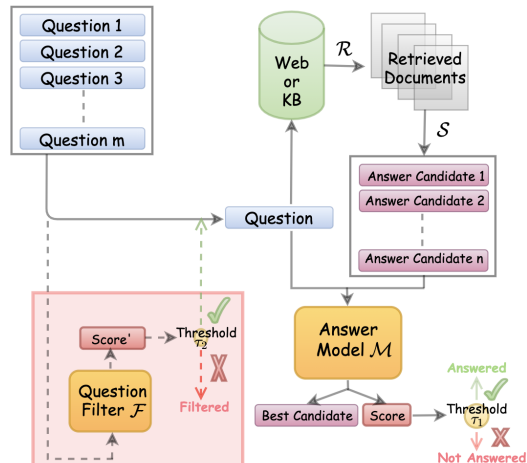 Question 1
Question 2
Question 3
Question m
Web
or
KB
R
Retrieved
Documents
S
Answer Candidate 1
Answer Candidate 2
Answer Candidate n
Question
Score'
Threshold
τ2
Question
Filter F
Filtered
Answer
Model M
Best Candidate
Score
Answered
Threshold
τ1
Not Answered